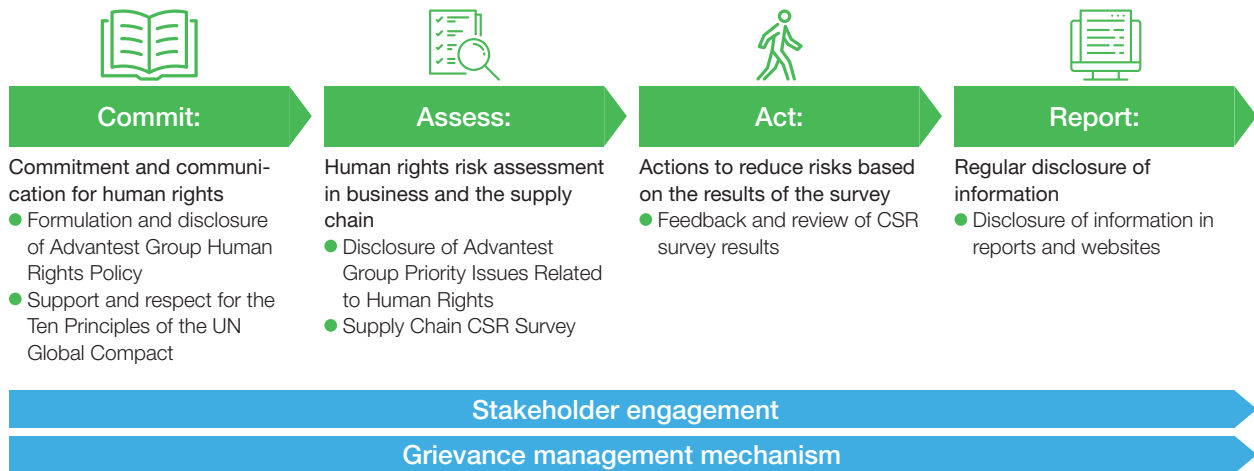 Commit:
Commitment and communi-
cation for human rights
● Formulation and disclosure
of Advantest Group Human
Rights Policy
● Support and respect for the
Ten Principles of the UN
Global Compact
Assess:
Human rights risk assessment
in business and the supply
chain
● Disclosure of Advantest
Group Priority Issues Related
to Human Rights
● Supply Chain CSR Survey
Act:
Actions to reduce risks based
on the results of the survey
● Feedback and review of CSR
survey results
Report:
Regular disclosure of
information
● Disclosure of information in
reports and websites
Stakeholder engagement
Grievance management mechanism